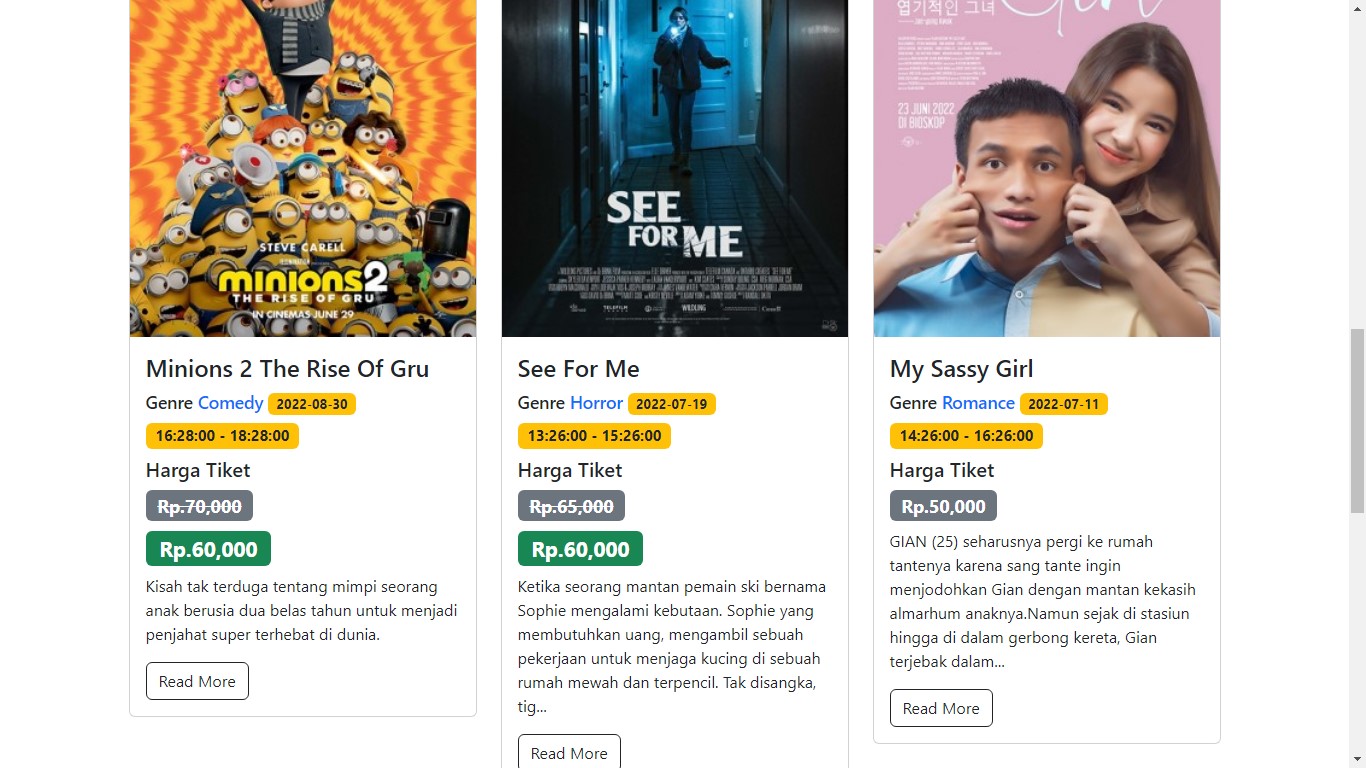 STEVE CARELL
ILLUMINATION
minions2
THE RISE OF GRU
IN CINEMAS JUNE 29
Minions 2 The Rise Of Gru
Genre Comedy 2022-08-30
16:28:00 - 18:28:00
Harga Tiket
Rp.70,000
Rp.60,000
Kisah tak terduga tentang mimpi seorang
anak berusia dua belas tahun untuk menjadi
penjahat super terhebat di dunia.
Read More
SEE
FOR ME
TELEFILM
WILDLING
See For Me
Genre Horror 2022-07-19
13:26:00 - 15:26:00
Harga Tiket
Rp.65,000
Rp.60,000
Ketika seorang mantan pemain ski bernama
Sophie mengalami kebutaan. Sophie yang
membutuhkan uang, mengambil sebuah
pekerjaan untuk menjaga kucing di sebuah
rumah mewah dan terpencil. Tak disangka,
tig...
Read More
엽기적인 그녀
Girl
23 JUNI 2022
DI BIOSKOP
My Sassy Girl
Genre Romance 2022-07-11
14:26:00 - 16:26:00
Harga Tiket
Rp.50,000
GIAN (25) seharusnya pergi ke rumah
tantenya karena sang tante ingin
menjodohkan Gian dengan mantan kekasih
almarhum anaknya.Namun sejak di stasiun
hingga di dalam gerbong kereta, Gian
terjebak dalam...
Read More